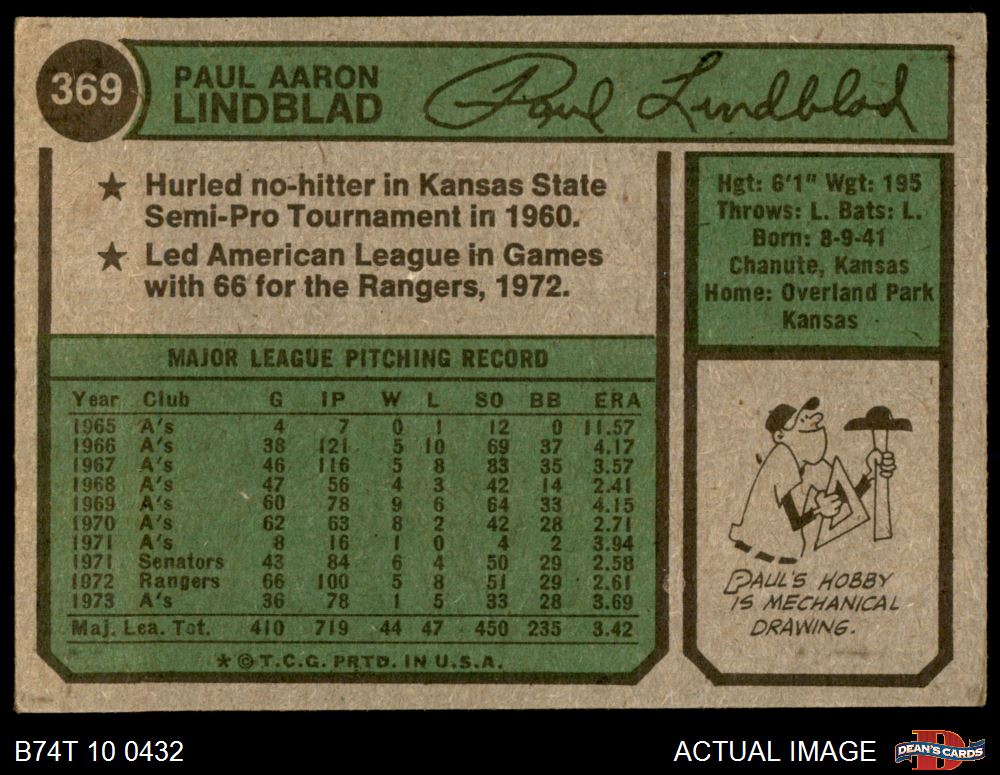 369
PAUL AARON
LINDBLAD
Paul Lindblad
★ Hurled no-hitter in Kansas State
Semi-Pro Tournament in 1960.
★ Led American League in Games
with 66 for the Rangers, 1972.
Hgt: 6'1" Wgt: 195
Throws: L. Bats: L.
Born: 8-9-41
Chanute, Kansas
Home: Overland Park
Kansas
MAJOR LEAGUE PITCHING RECORD
Year Club G IP W L SO BB ERA
1965 A's 4 7 0 1 12 0 11.57
1966 A's 38 121 5 10 69 37 4.17
1967 A's 46 116 5 8 83 35 3.57
1968 A's 47 56 4 3 42 14 2.41
1969 A's 60 78 9 6 64 33 4.15
1970 A's 62 63 8 2 42 28 2.71
1971 A's 8 16 1 0 4 2 3.94
1971 Senators 43 84 6 4 50 29 2.58
1972 Rangers 66 100 5 8 51 29 2.61
1973 A's 36 78 1 5 33 28 3.69
Maj. Lea. Tot. 410 719 44 47 450 235 3.42
* © T.C.G. PRTD. IN U.S.A.
PAUL'S HOBBY
IS MECHANICAL
DRAWING.
B74T 10 0432
ACTUAL IMAGE
D
DEAN'S CARDS